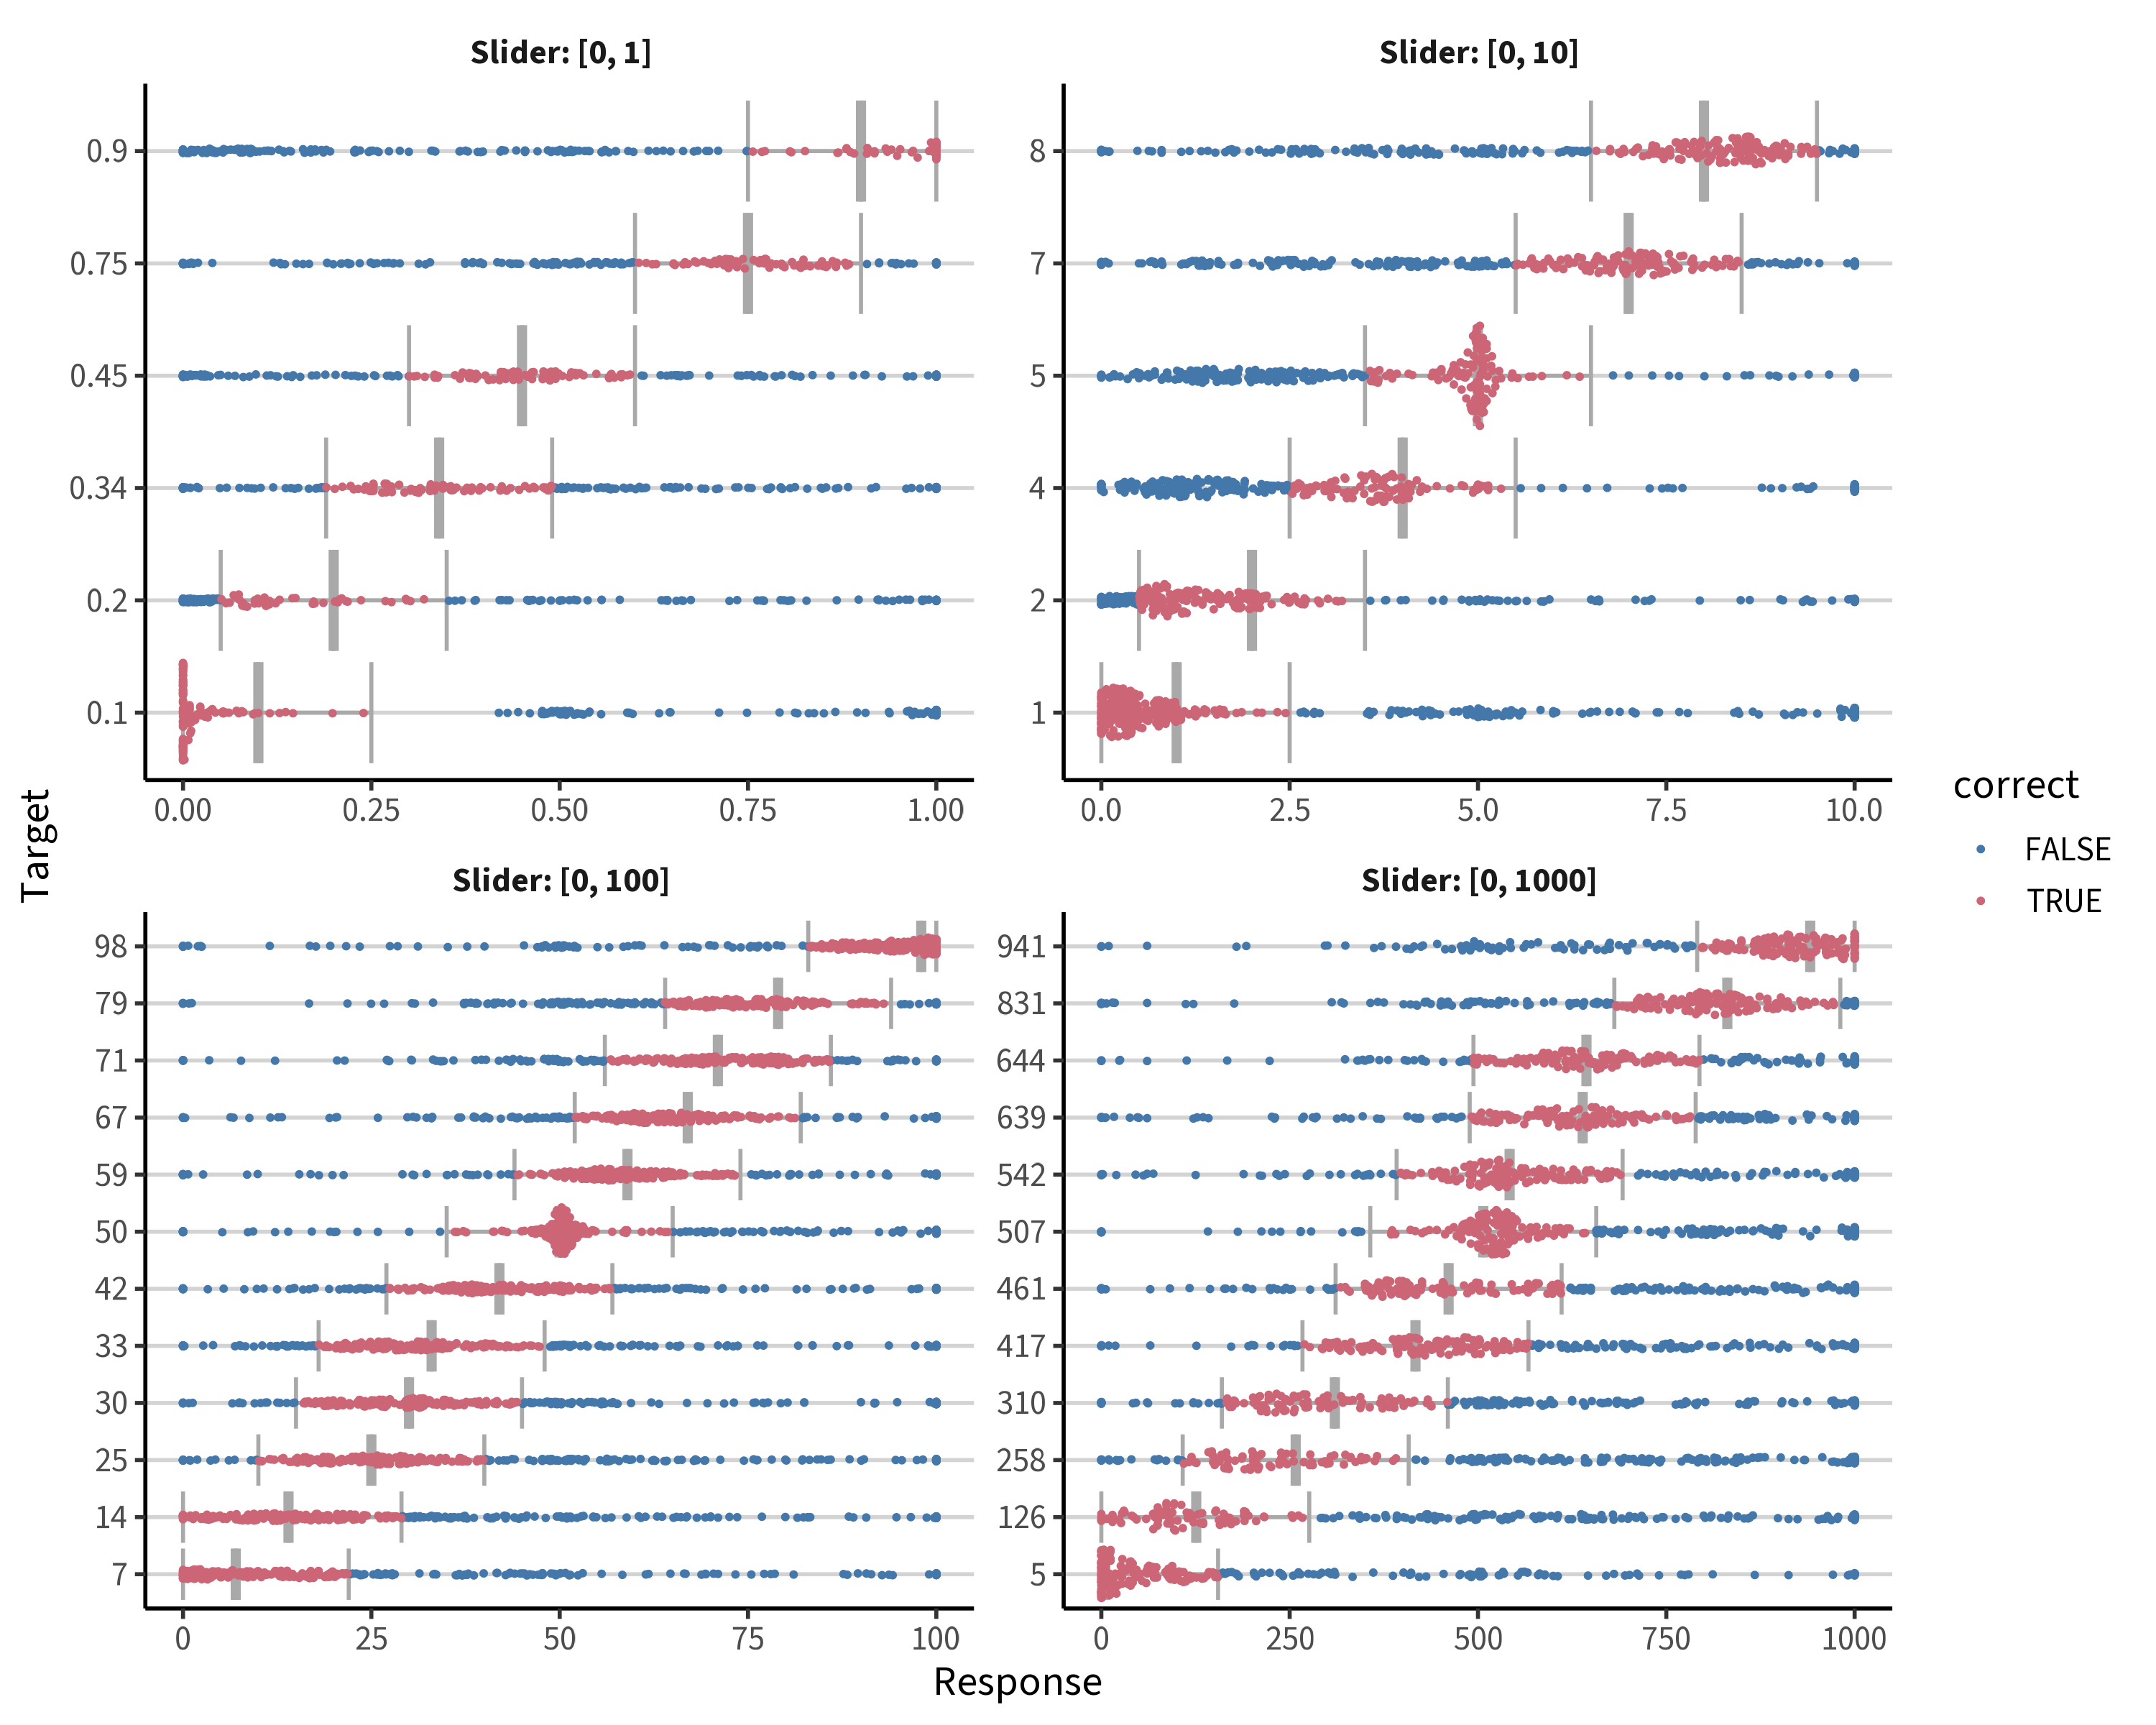 Slider: [0, 1]
0.9
0.75
0.45
0.34
0.2
0.1
0.00 0.25 0.50 0.75 1.00
Slider: [0, 10]
8
7
5
4
2
1
0.0 2.5 5.0 7.5 10.0
Target
Slider: [0, 100]
98
79
71
67
59
50
42
33
30
25
14
7
0 25 50 75 100
Slider: [0, 1000]
941
831
644
639
542
507
461
417
310
258
126
5
0 250 500 750 1000
Response
correct
FALSE
TRUE